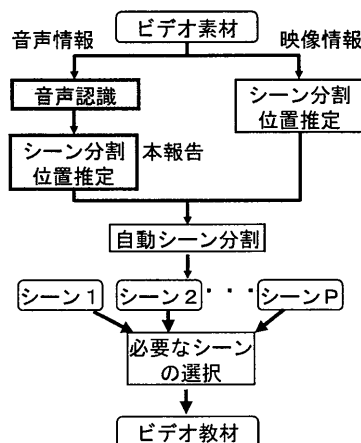 ビデオ素材
音声情報
映像情報
音声認識
シーン分割
位置推定
シーン分割
位置推定
本報告
自動シーン分割
シーン1
シーン2
・・・
シーンP
必要なシーン
の選択
ビデオ教材